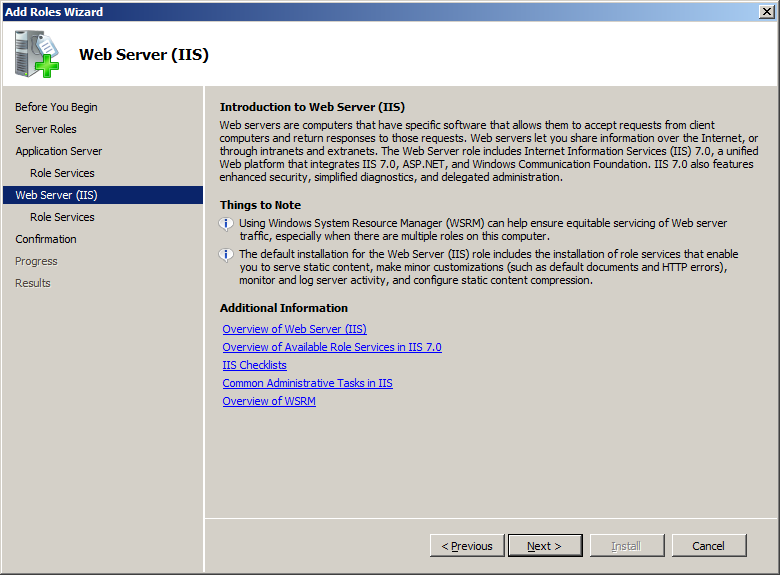 Add Roles Wizard
Web Server (IIS)
Before You Begin
Server Roles
Application Server
Role Services
Web Server (IIS)
Role Services
Confirmation
Progress
Results
Introduction to Web Server (IIS)
Web servers are computers that have specific software that allows them to accept requests from client
computers and return responses to those requests. Web servers let you share information over the Internet, or
through intranets and extranets. The Web Server role includes Internet Information Services (IIS) 7.0, a unified
Web platform that integrates IIS 7.0, ASP.NET, and Windows Communication Foundation. IIS 7.0 also features
enhanced security, simplified diagnostics, and delegated administration.
Things to Note
Using Windows System Resource Manager (WSRM) can help ensure equitable servicing of Web server
traffic, especially when there are multiple roles on this computer.
The default installation for the Web Server (IIS) role includes the installation of role services that enable
you to serve static content, make minor customizations (such as default documents and HTTP errors),
monitor and log server activity, and configure static content compression.
Additional Information
Overview of Web Server (IIS)
Overview of Available Role Services in IIS 7.0
IIS Checklists
Common Administrative Tasks in IIS
Overview of WSRM
< Previous
Next >
Install
Cancel